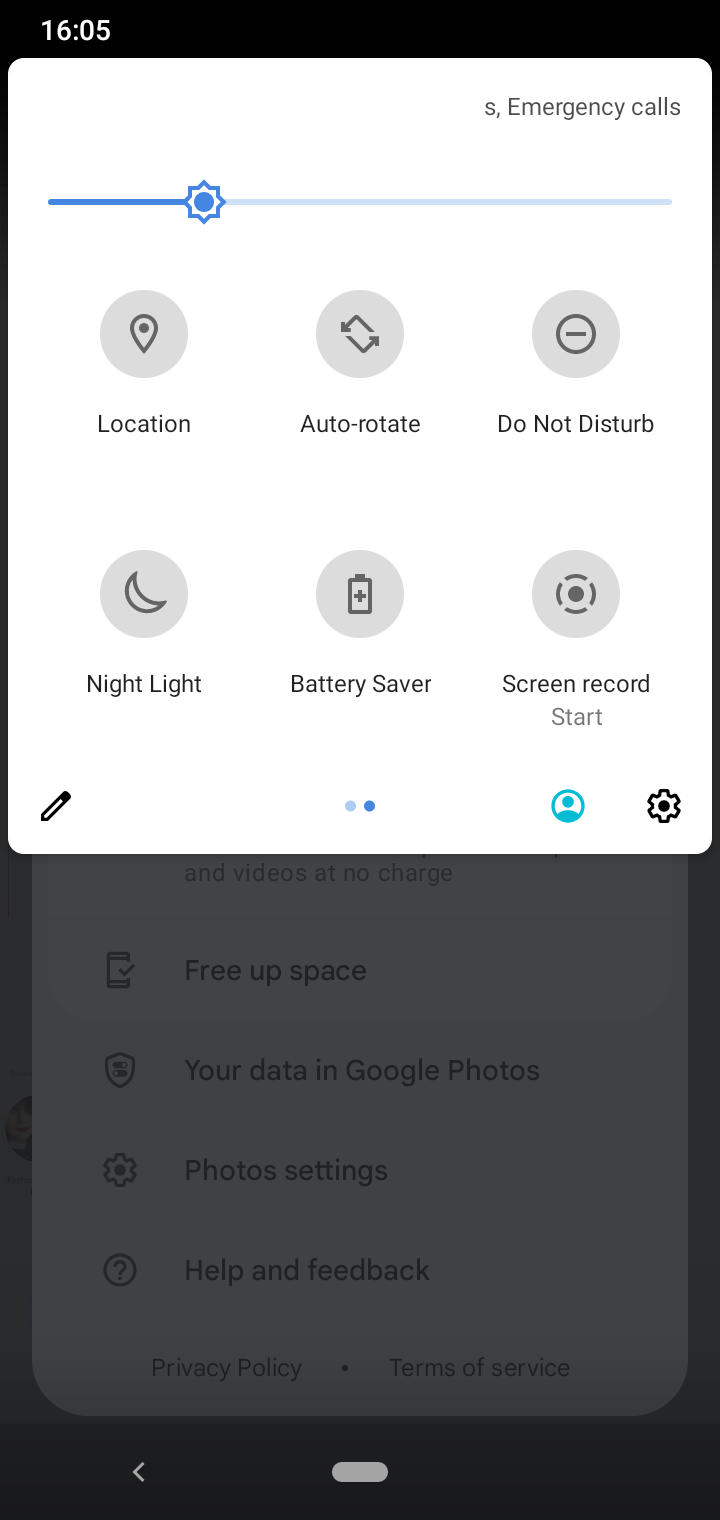 16:05
s, Emergency calls
Location
Auto-rotate
Do Not Disturb
Night Light
Battery Saver
Screen record
Start
and videos at no charge
Free up space
Your data in Google Photos
Photos settings
Help and feedback
Privacy Policy • Terms of service